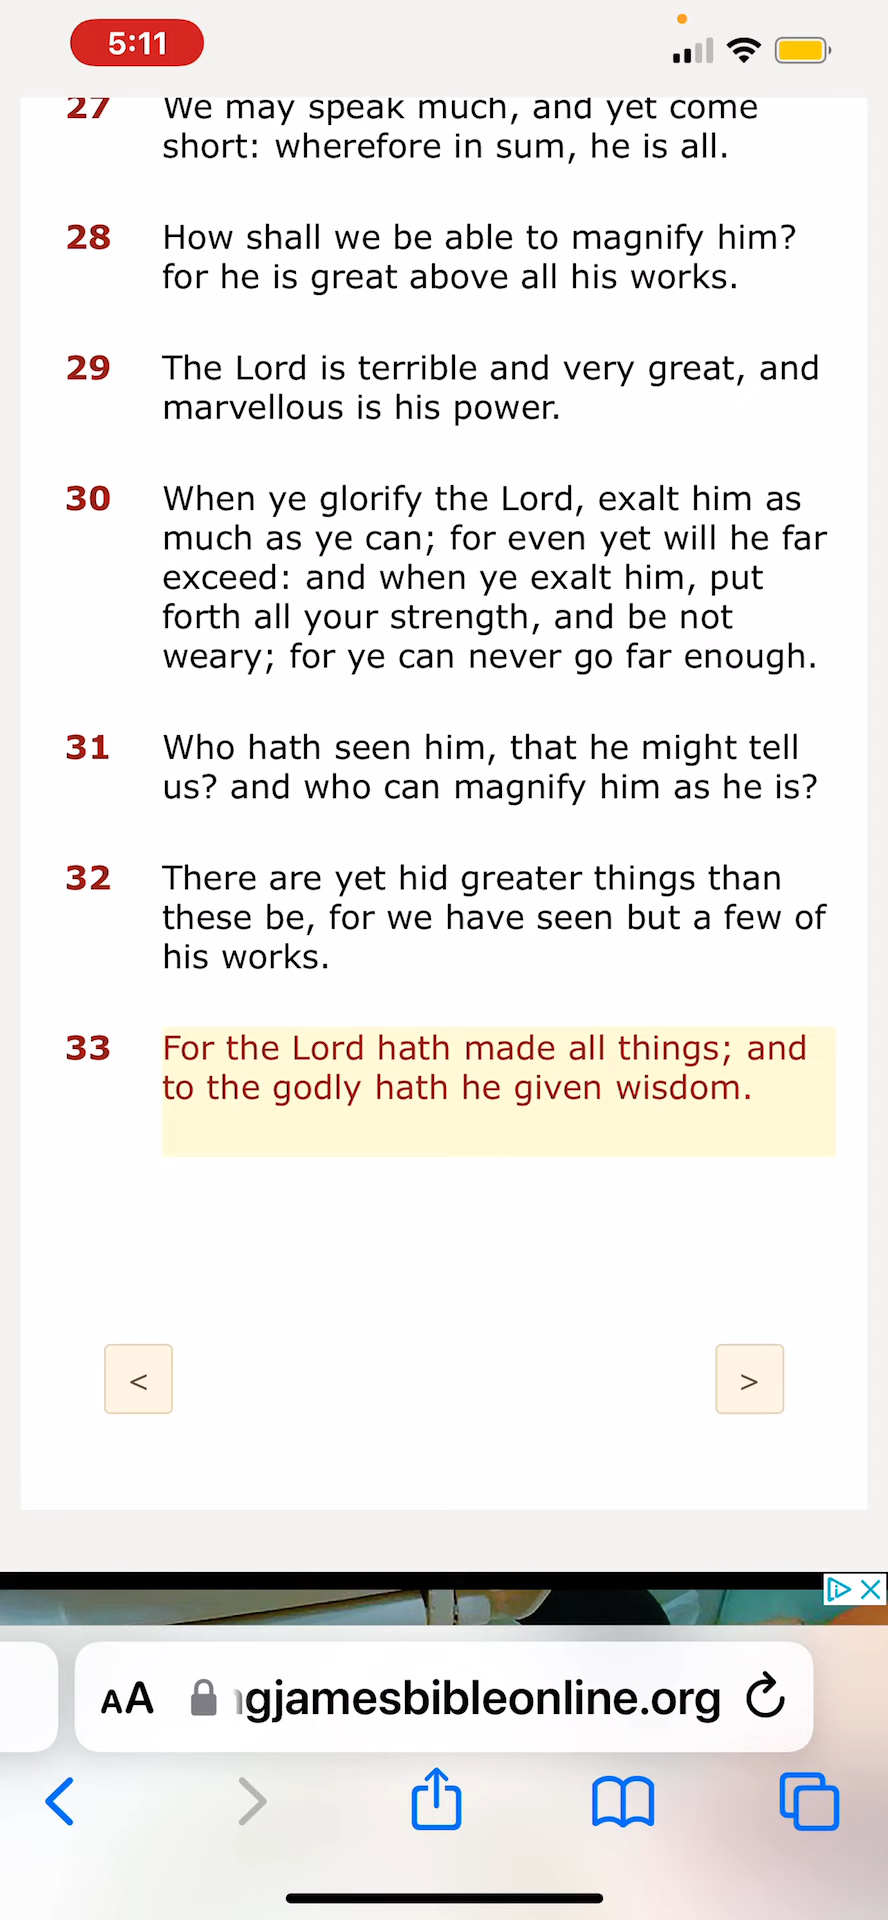 5:11
27 We may speak much, and yet come
short: wherefore in sum, he is all.
28 How shall we be able to magnify him?
for he is great above all his works.
29 The Lord is terrible and very great, and
marvellous is his power.
30 When ye glorify the Lord, exalt him as
much as ye can; for even yet will he far
exceed: and when ye exalt him, put
forth all your strength, and be not
weary; for ye can never go far enough.
31 Who hath seen him, that he might tell
us? and who can magnify him as he is?
32 There are yet hid greater things than
these be, for we have seen but a few of
his works.
33 For the Lord hath made all things; and
to the godly hath he given wisdom.
< >
AA gjamesbibleonline.org